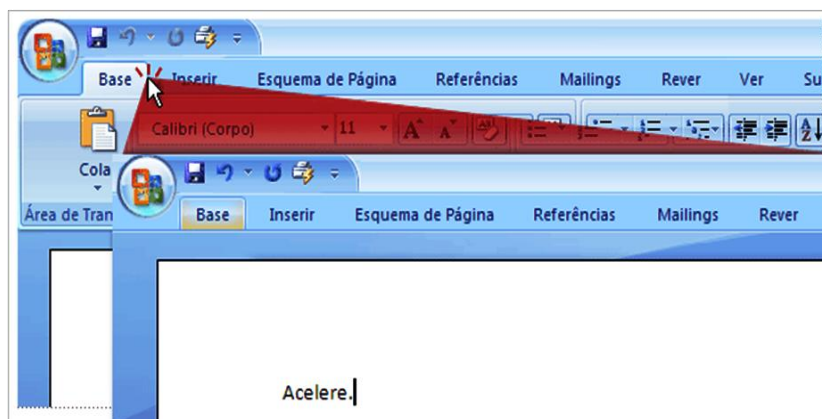 Base Inserir Esquema de Página Referências Mailings Rever Ver Su
Calibri (Corpo) 11
Cola
Área de Tran
Base Inserir Esquema de Página Referências Mailings Rever
Acelere.